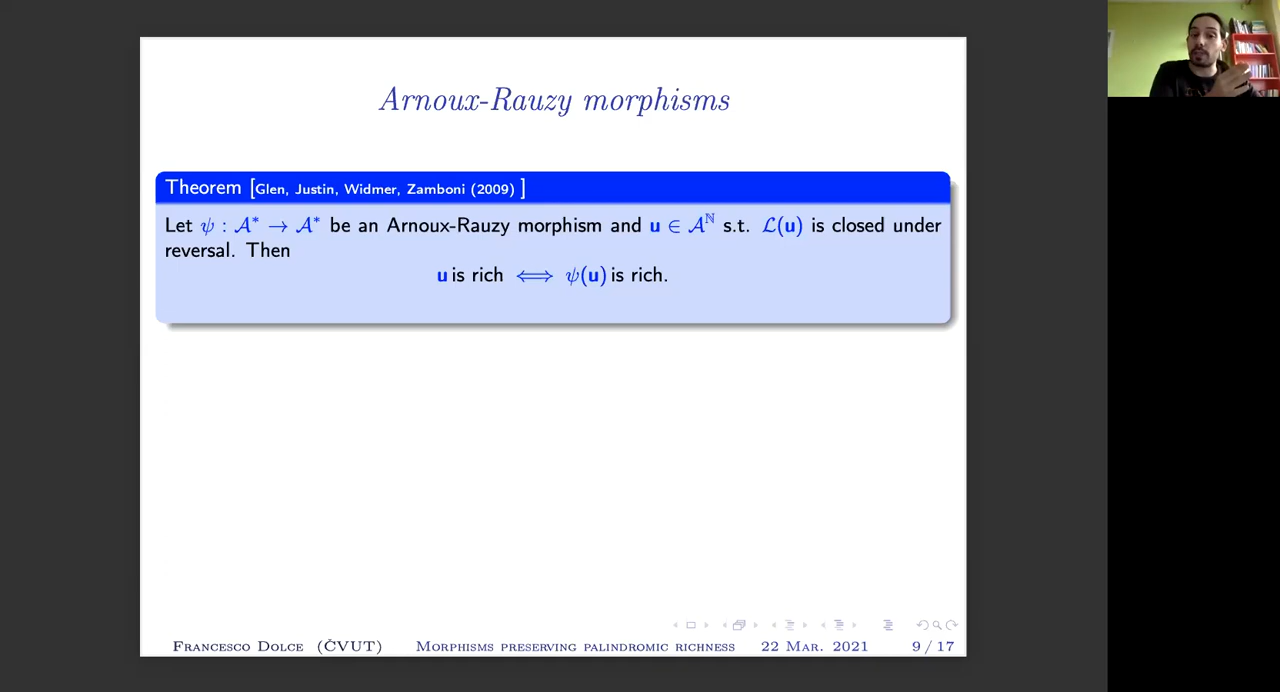 Arnoux-Rauzy morphisms
Theorem [Glen, Justin, Widmer, Zamboni (2009) ]
Let ψ : 𝒜* → 𝒜* be an Arnoux-Rauzy morphism and u ∈ 𝒜^ℕ s.t. ℒ(u) is closed under
reversal. Then
u is rich ⟺ ψ(u) is rich.
Francesco Dolce (ČVUT) Morphisms preserving palindromic richness 22 Mar. 2021 9 / 17